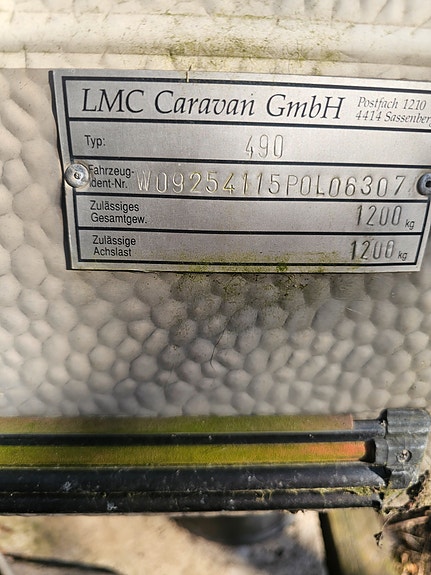 LMC Caravan GmbH Postfach 1210
4414 Sassenberg
Typ: 490
Fahrzeug-
Ident-Nr. W09254115P0L06307
Zulässiges
Gesamtgew. 1200 kg
Zulässige
Achslast 1200 kg